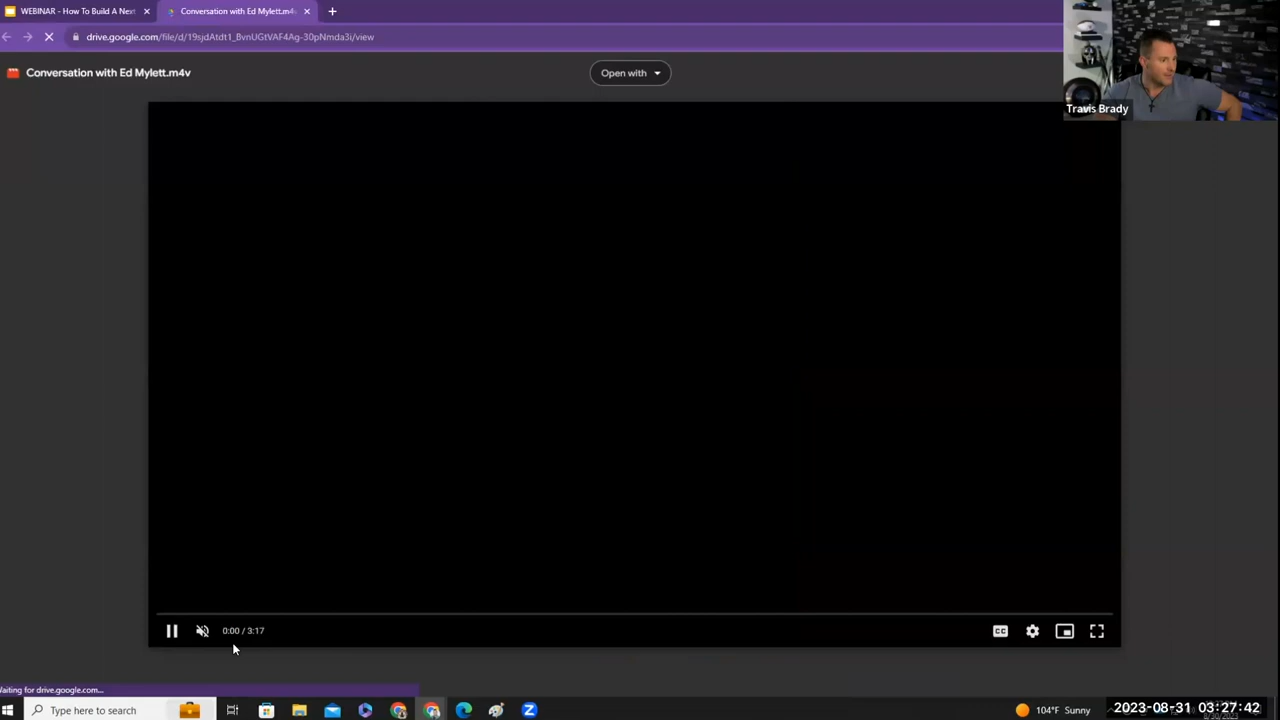 WEBINAR - How To Build A Next
Conversation with Ed Mylett.m4v
drive.google.com/file/d/19sjdAtdt1_BvnUGtVAF4Ag-30pNmda3i/view
Conversation with Ed Mylett.m4v
Open with
Travis Brady
0:00 / 3:17
CC
Waiting for drive.google.com...
Type here to search
104°F Sunny
2023-08-31 03:27:42